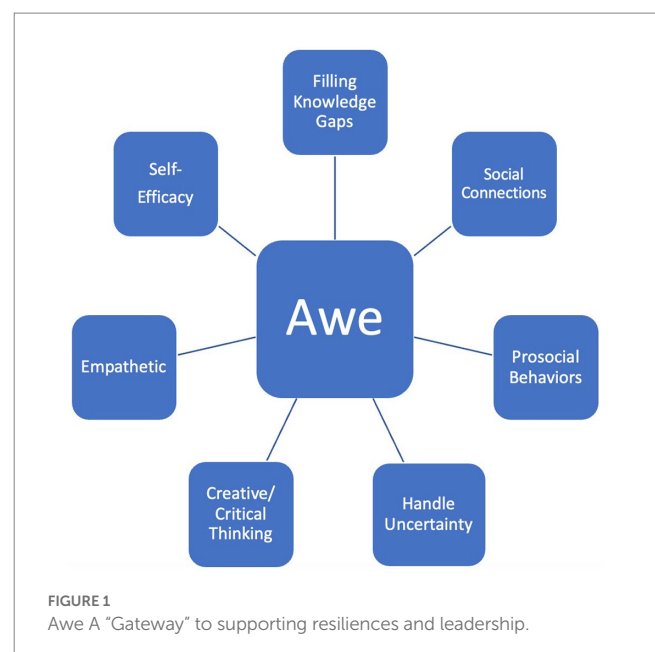 Filling
Knowledge
Gaps
Self-
Efficacy
Social
Connections
Awe
Empathetic
Prosocial
Behaviors
Creative/
Critical
Thinking
Handle
Uncertainty
FIGURE 1
Awe A “Gateway” to supporting resiliences and leadership.